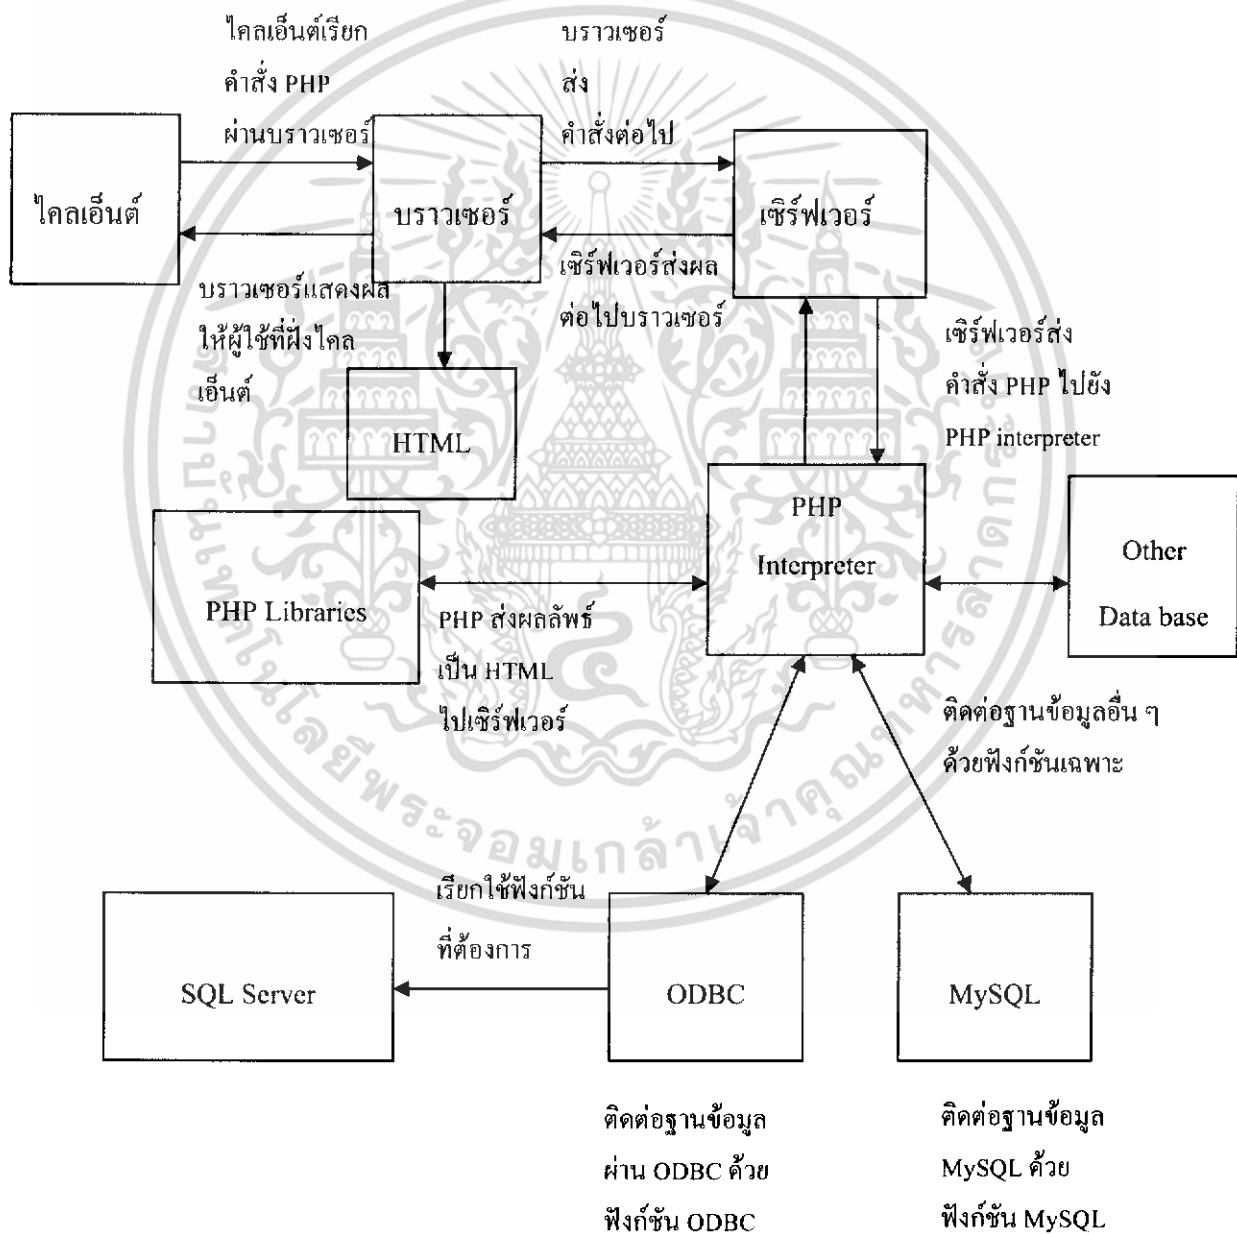 ไคลเอ็นต์เรียก
คำสั่ง PHP
ผ่านบราวเซอร์
บราวเซอร์
ส่ง
คำสั่งต่อไป
ไคลเอ็นต์
บราวเซอร์
เซิร์ฟเวอร์
บราวเซอร์แสดงผล
ให้ผู้ใช้ที่ฝั่งไคล
เอ็นต์
เซิร์ฟเวอร์ส่งผล
ต่อไปบราวเซอร์
เซิร์ฟเวอร์ส่ง
คำสั่ง PHP ไปยัง
PHP interpreter
HTML
PHP Libraries
PHP ส่งผลลัพธ์
เป็น HTML
ไปเซิร์ฟเวอร์
PHP
Interpreter
Other
Data base
ติดต่อฐานข้อมูลอื่น ๆ
ด้วยฟังก์ชันเฉพาะ
เรียกใช้ฟังก์ชัน
ที่ต้องการ
SQL Server
ODBC
MySQL
ติดต่อฐานข้อมูล
ผ่าน ODBC ด้วย
ฟังก์ชัน ODBC
ติดต่อฐานข้อมูล
MySQL ด้วย
ฟังก์ชัน MySQL